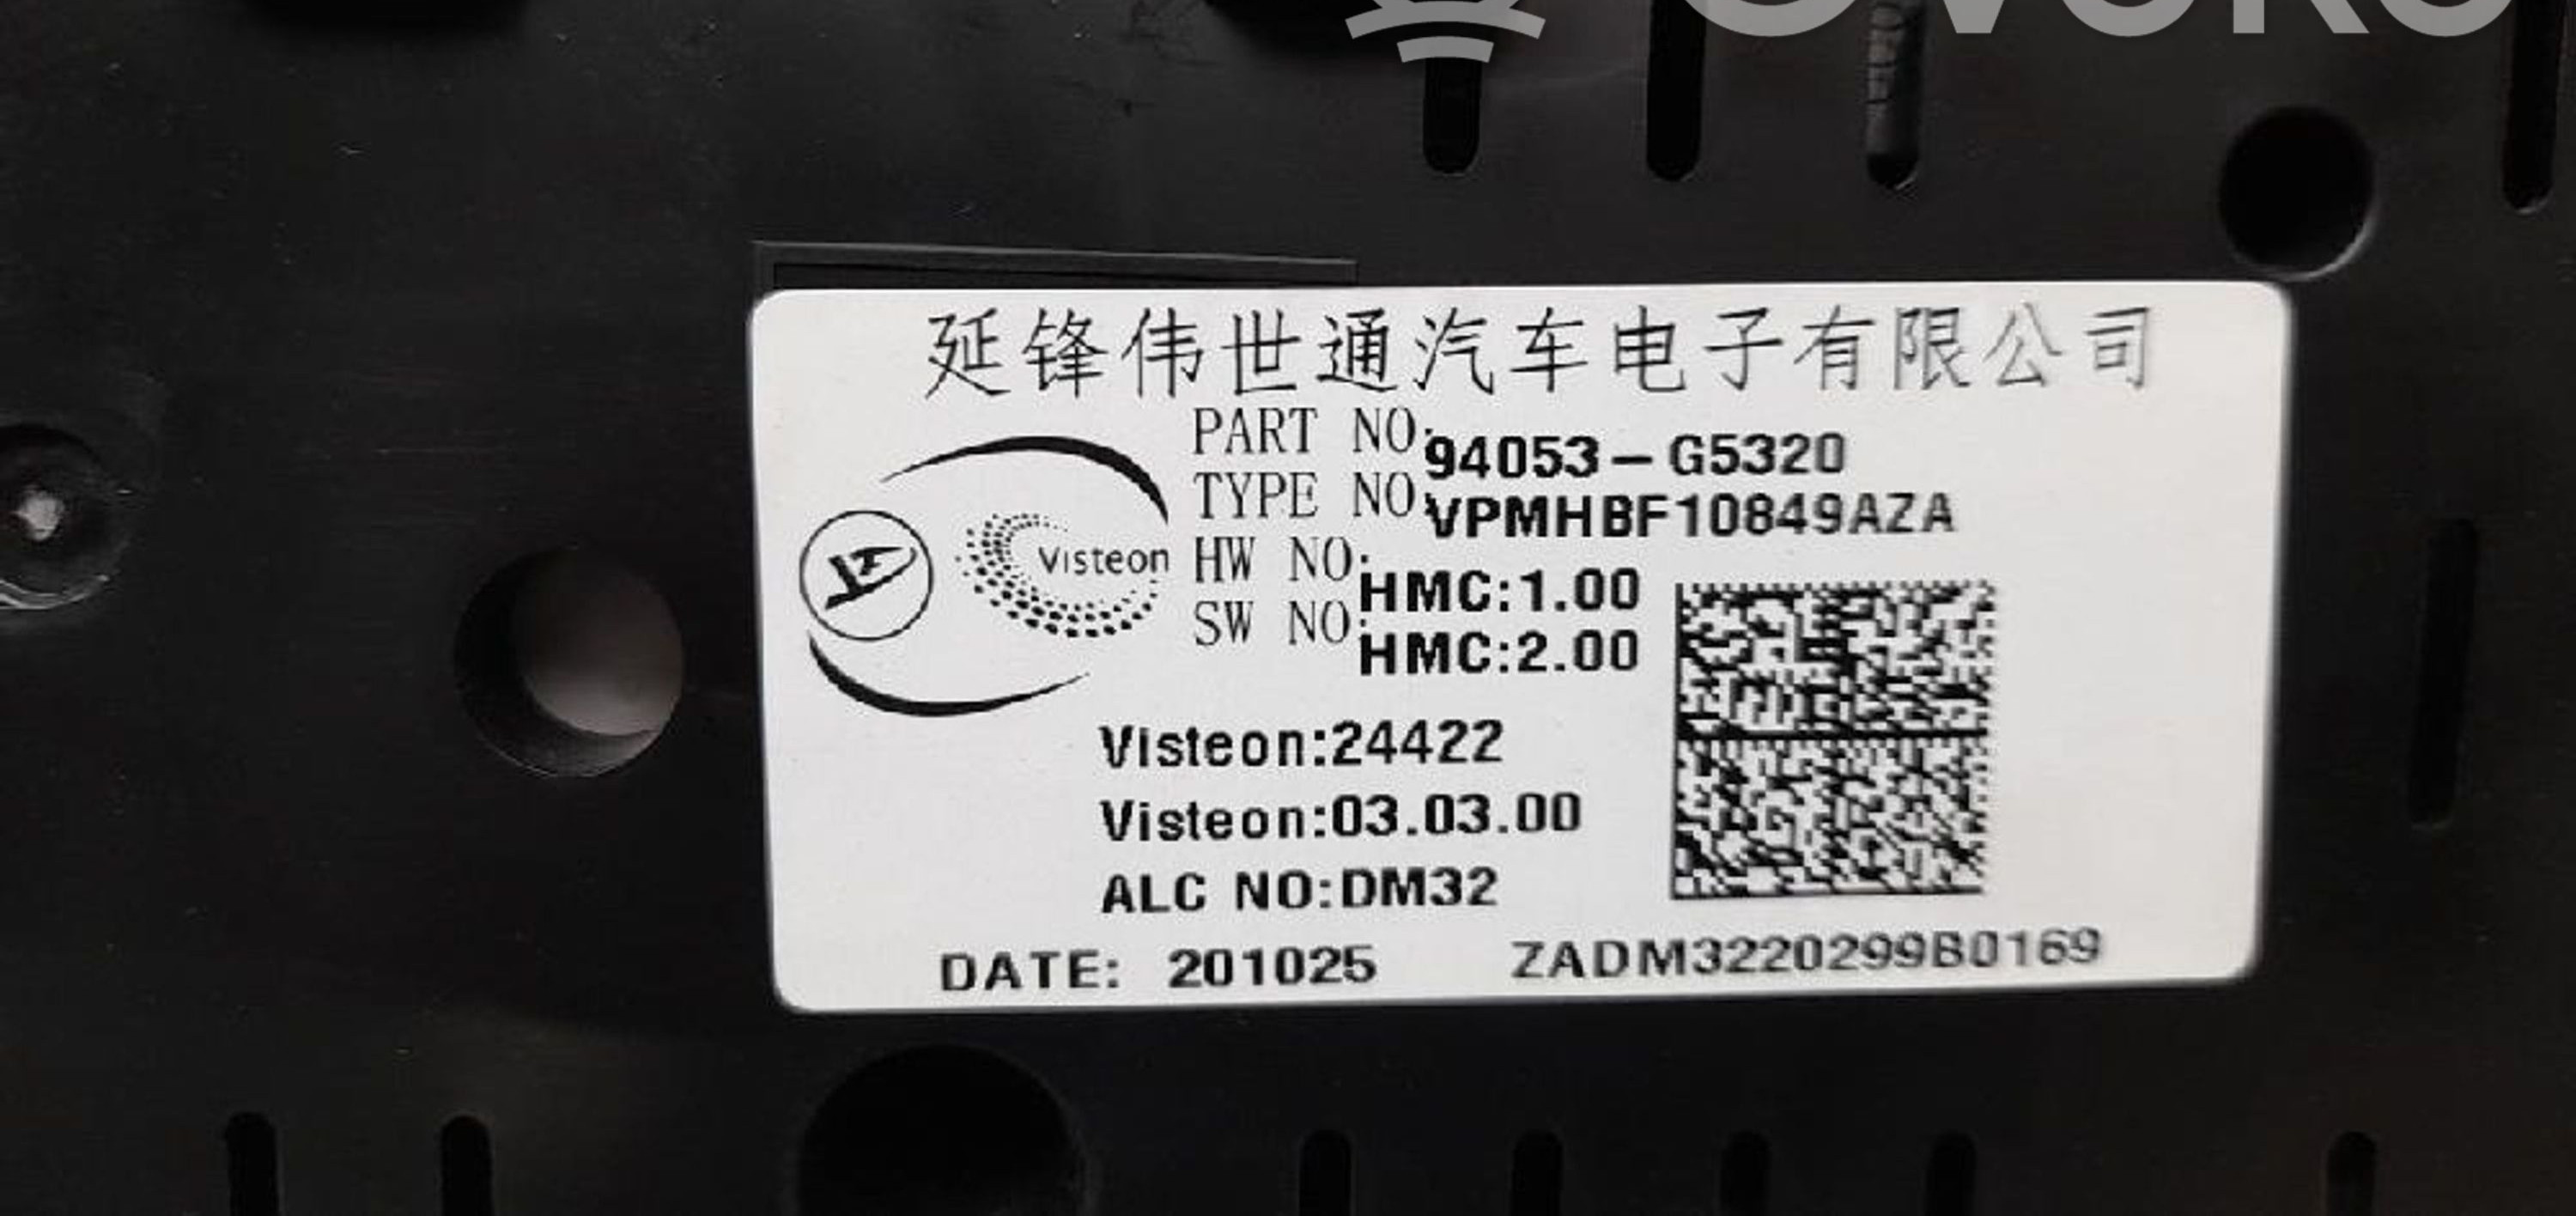 延锋伟世通汽车电子有限公司
PART NO:94053-G5320
TYPE NO:VPMHBF10849AZA
Visteon
HW NO:HMC:1.00
SW NO:HMC:2.00
Visteon:24422
Visteon:03.03.00
ALC NO:DM32
DATE: 201025 ZADM3220299B0169